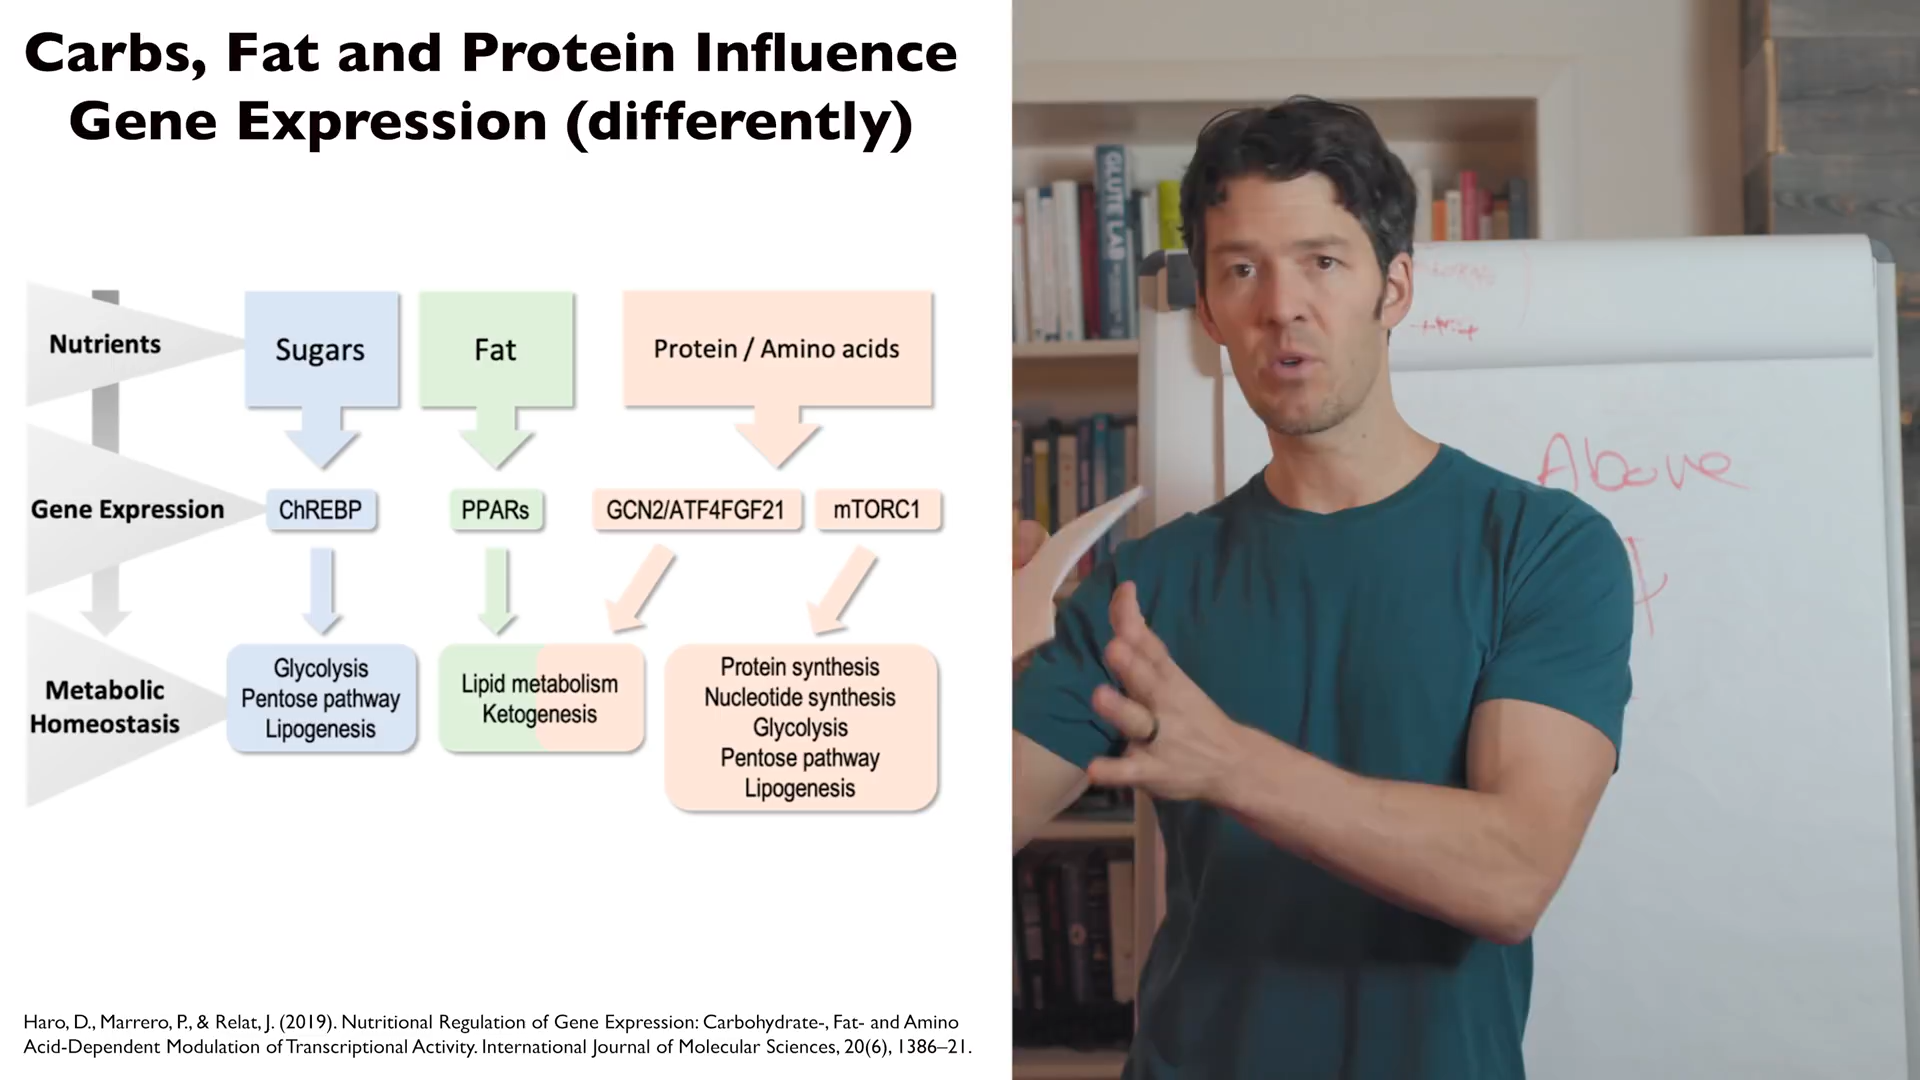 Carbs, Fat and Protein Influence
Gene Expression (differently)
Nutrients
Sugars
Fat
Protein / Amino acids
Gene Expression
ChREBP
PPARs
GCN2/ATF4FGF21
mTORC1
Metabolic
Homeostasis
Glycolysis
Pentose pathway
Lipogenesis
Lipid metabolism
Ketogenesis
Protein synthesis
Nucleotide synthesis
Glycolysis
Pentose pathway
Lipogenesis
Haro, D., Marrero, P., & Relat, J. (2019). Nutritional Regulation of Gene Expression: Carbohydrate-, Fat- and Amino
Acid-Dependent Modulation of Transcriptional Activity. International Journal of Molecular Sciences, 20(6), 1386–21.
GLUTE LAB
Above